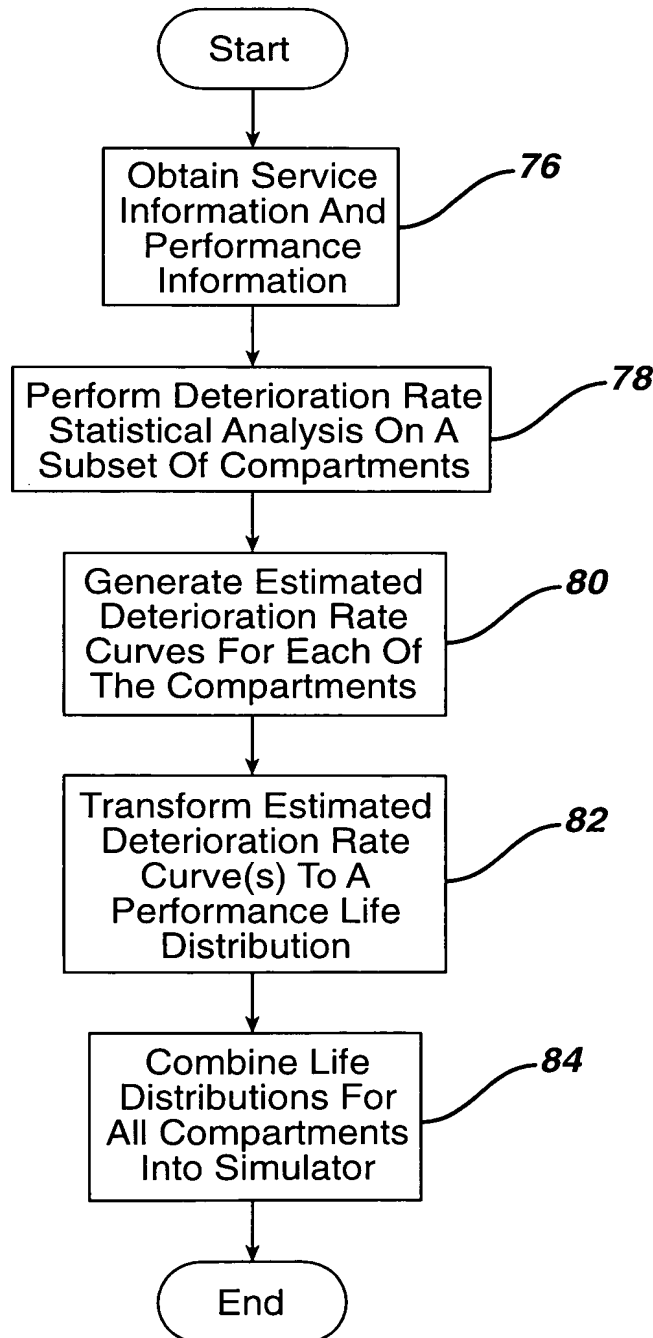 Start
Obtain Service
Information And
Performance
Information
76
Perform Deterioration Rate
Statistical Analysis On A
Subset Of Compartments
78
Generate Estimated
Deterioration Rate
Curves For Each Of
The Compartments
80
Transform Estimated
Deterioration Rate
Curve(s) To A
Performance Life
Distribution
82
Combine Life
Distributions For
All Compartments
Into Simulator
84
End